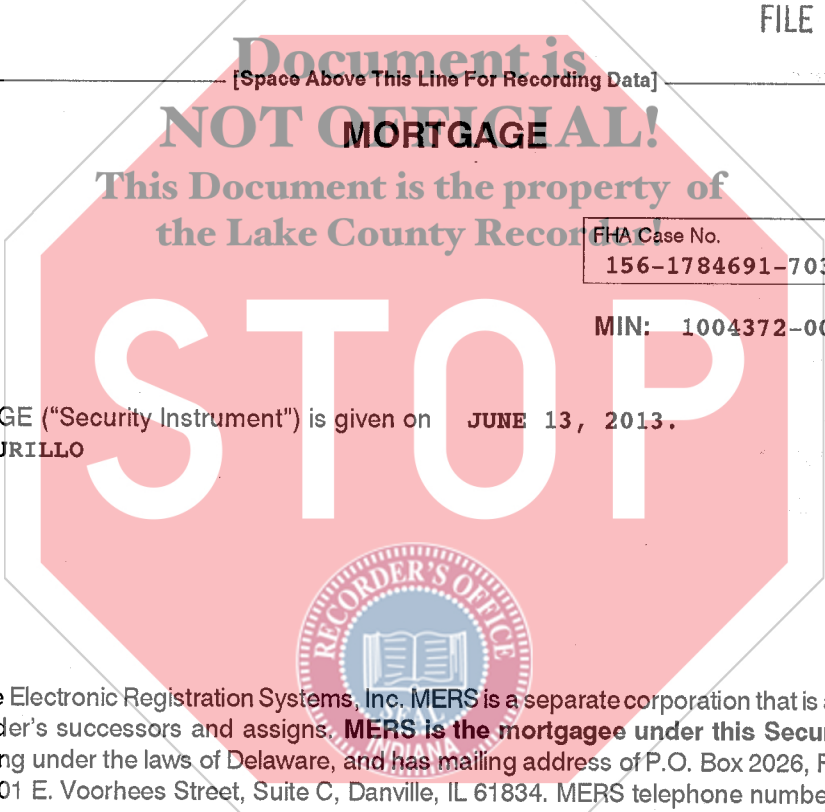 FILE
Document is
[Space Above This Line For Recording Data]
NOT OFFICIAL!
MORTGAGE
This Document is the property of
the Lake County Recorder!
FHA Case No.
156-1784691-703
MIN: 1004372-00
STOP
GE ("Security Instrument") is given on JUNE 13, 2013.
URILLO
RECORDER'S OFFICE
SEAL
INDIANA
e Electronic Registration Systems, Inc. MERS is a separate corporation that is a
der's successors and assigns. MERS is the mortgagee under this Secur
ng under the laws of Delaware, and has mailing address of P.O. Box 2026, F
01 E. Voorhees Street, Suite C, Danville, IL 61834. MERS telephone numbe